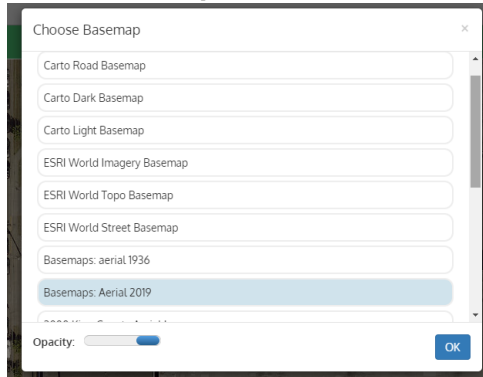 Choose Basemap
×
Carto Road Basemap
Carto Dark Basemap
Carto Light Basemap
ESRI World Imagery Basemap
ESRI World Topo Basemap
ESRI World Street Basemap
Basemaps: aerial 1936
Basemaps: Aerial 2019
Opacity:
OK